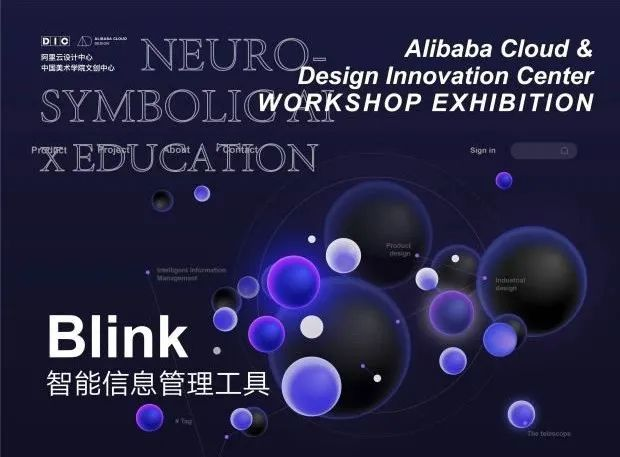 DIC
ALIBABA CLOUD
DESIGN
阿里云设计中心
中国美术学院文创中心
NEURO-
SYMBOLIC AI
X EDUCATION
Alibaba Cloud &
Design Innovation Center
WORKSHOP EXHIBITION
Product
Project
About
Contact
Sign in
Product
design
Intelligent Information
Management
Industrial
design
Blink
智能信息管理工具
# Tag
The telescope